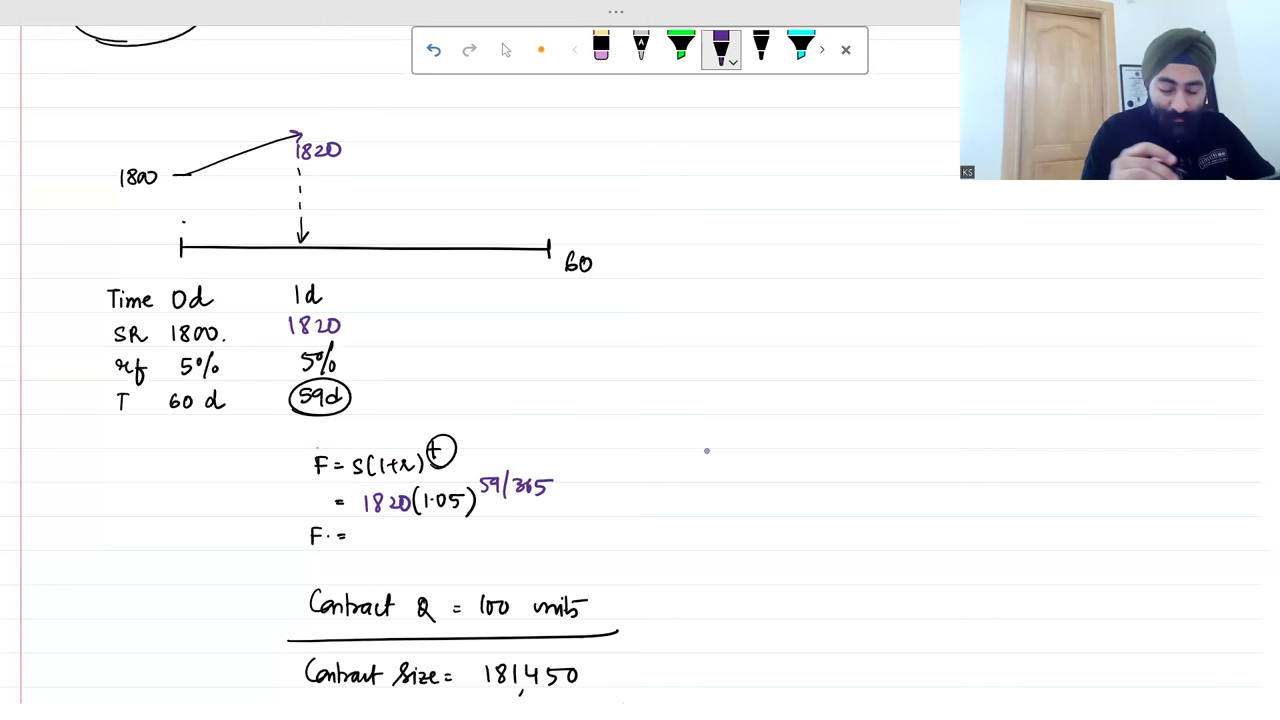 KS
1820
1800
60
Time 0d 1d
SR 1800. 1820
rf 5% 5%
T 60 d 59d
F = S(1+r)^t
= 1820(1.05)^59/365
F. =
Contract Q = 100 units
Contract Size = 181,450